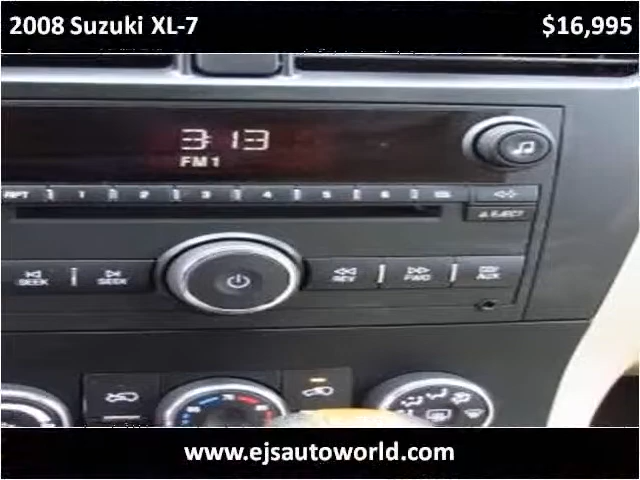 2008 Suzuki XL-7
$16,995
3:13
FM1
RPT 1 2 3 4 5 6
EJECT
SEEK SEEK REV FWD AUX
www.ejsautoworld.com